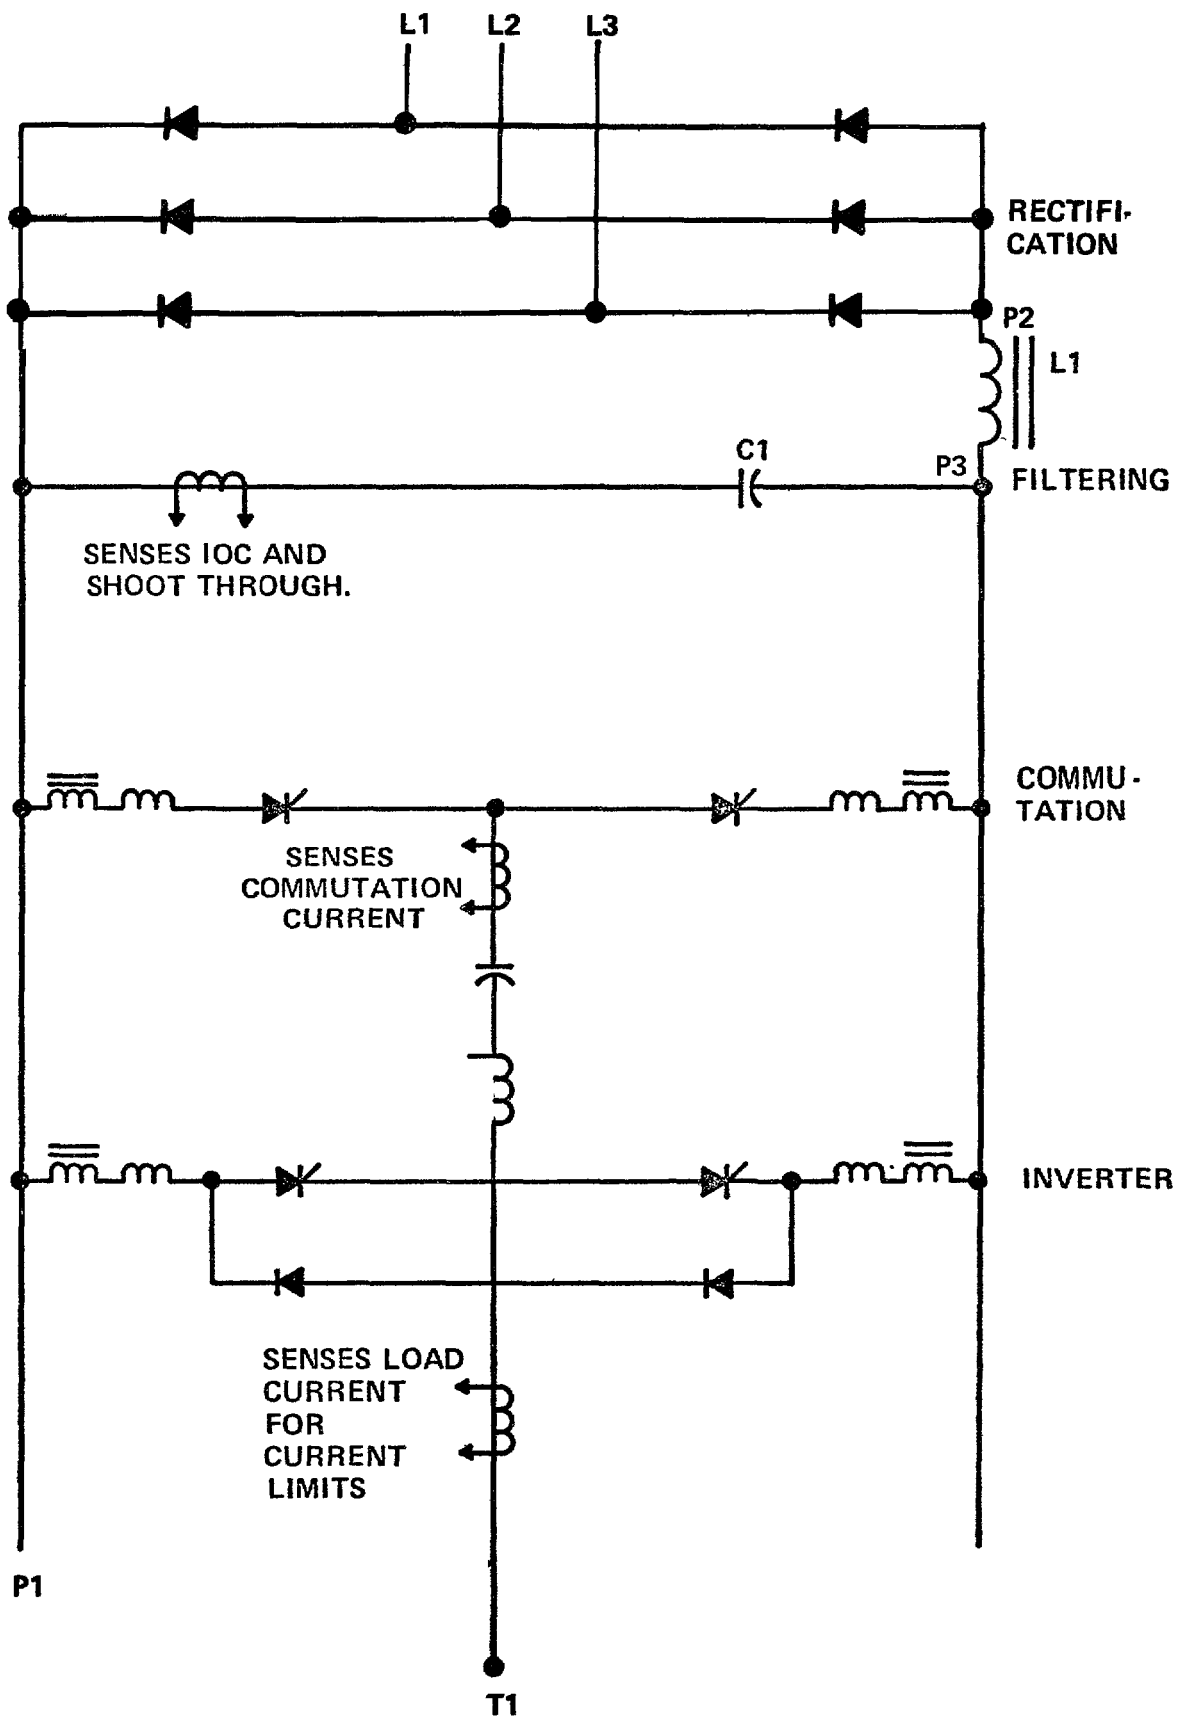 L1 L2 L3
RECTIFI-
CATION
P2
L1
C1
P3
FILTERING
SENSES IOC AND
SHOOT THROUGH.
COMMU-
TATION
SENSES
COMMUTATION
CURRENT
INVERTER
SENSES LOAD
CURRENT
FOR
CURRENT
LIMITS
P1
T1